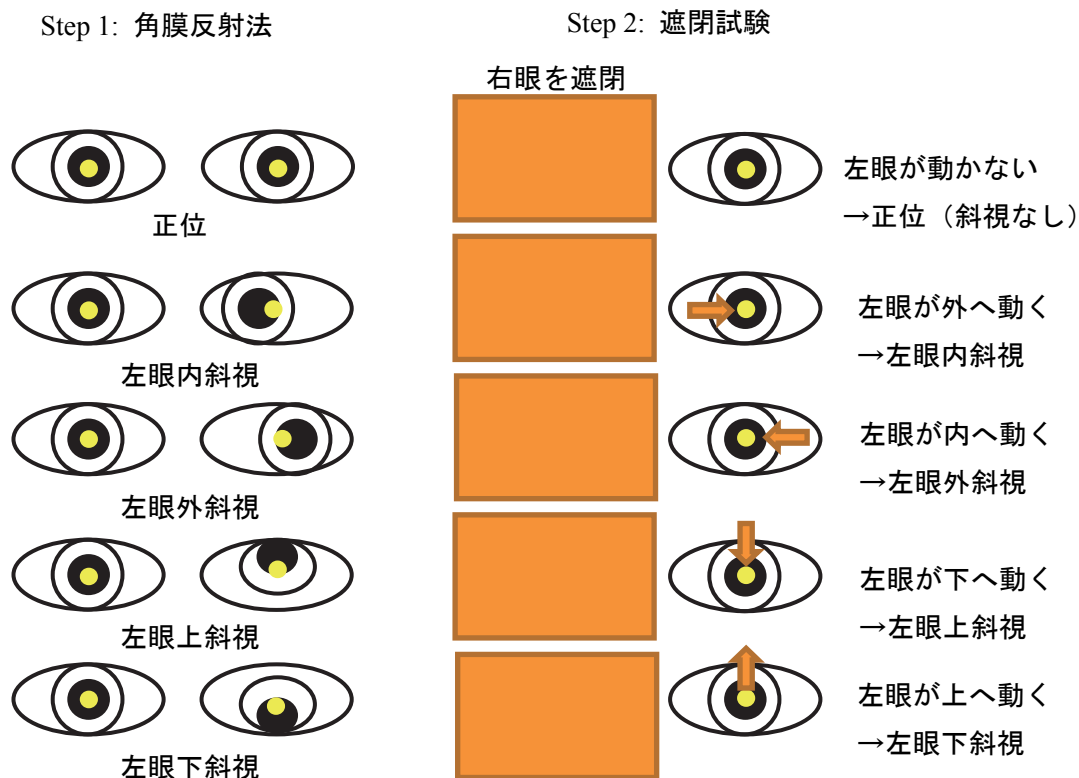 Step 1: 角膜反射法
Step 2: 遮閉試験
右眼を遮閉
正位
左眼が動かない
→正位（斜視なし）
左眼内斜視
左眼が外へ動く
→左眼内斜視
左眼外斜視
左眼が内へ動く
→左眼外斜視
左眼上斜視
左眼が下へ動く
→左眼上斜視
左眼下斜視
左眼が上へ動く
→左眼下斜視